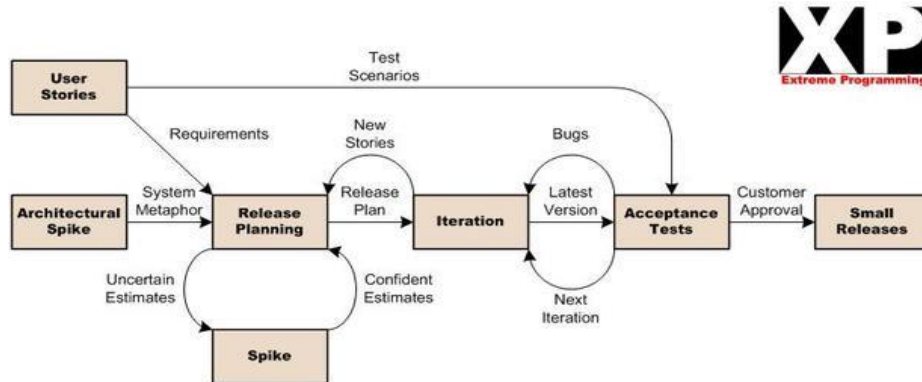 XP
Extreme Programming
Test
Scenarios
User
Stories
Requirements
New
Stories
Bugs
Architectural
Spike
System
Metaphor
Release
Planning
Release
Plan
Iteration
Latest
Version
Acceptance
Tests
Customer
Approval
Small
Releases
Uncertain
Estimates
Confident
Estimates
Next
Iteration
Spike